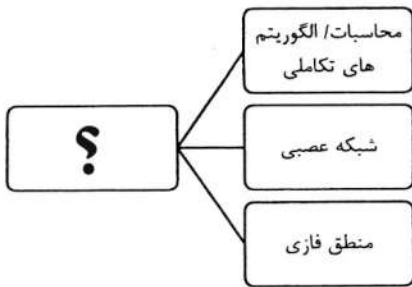 محاسبات/ الگوریتم
های تکاملی
؟
شبکه عصبی
منطق فازی